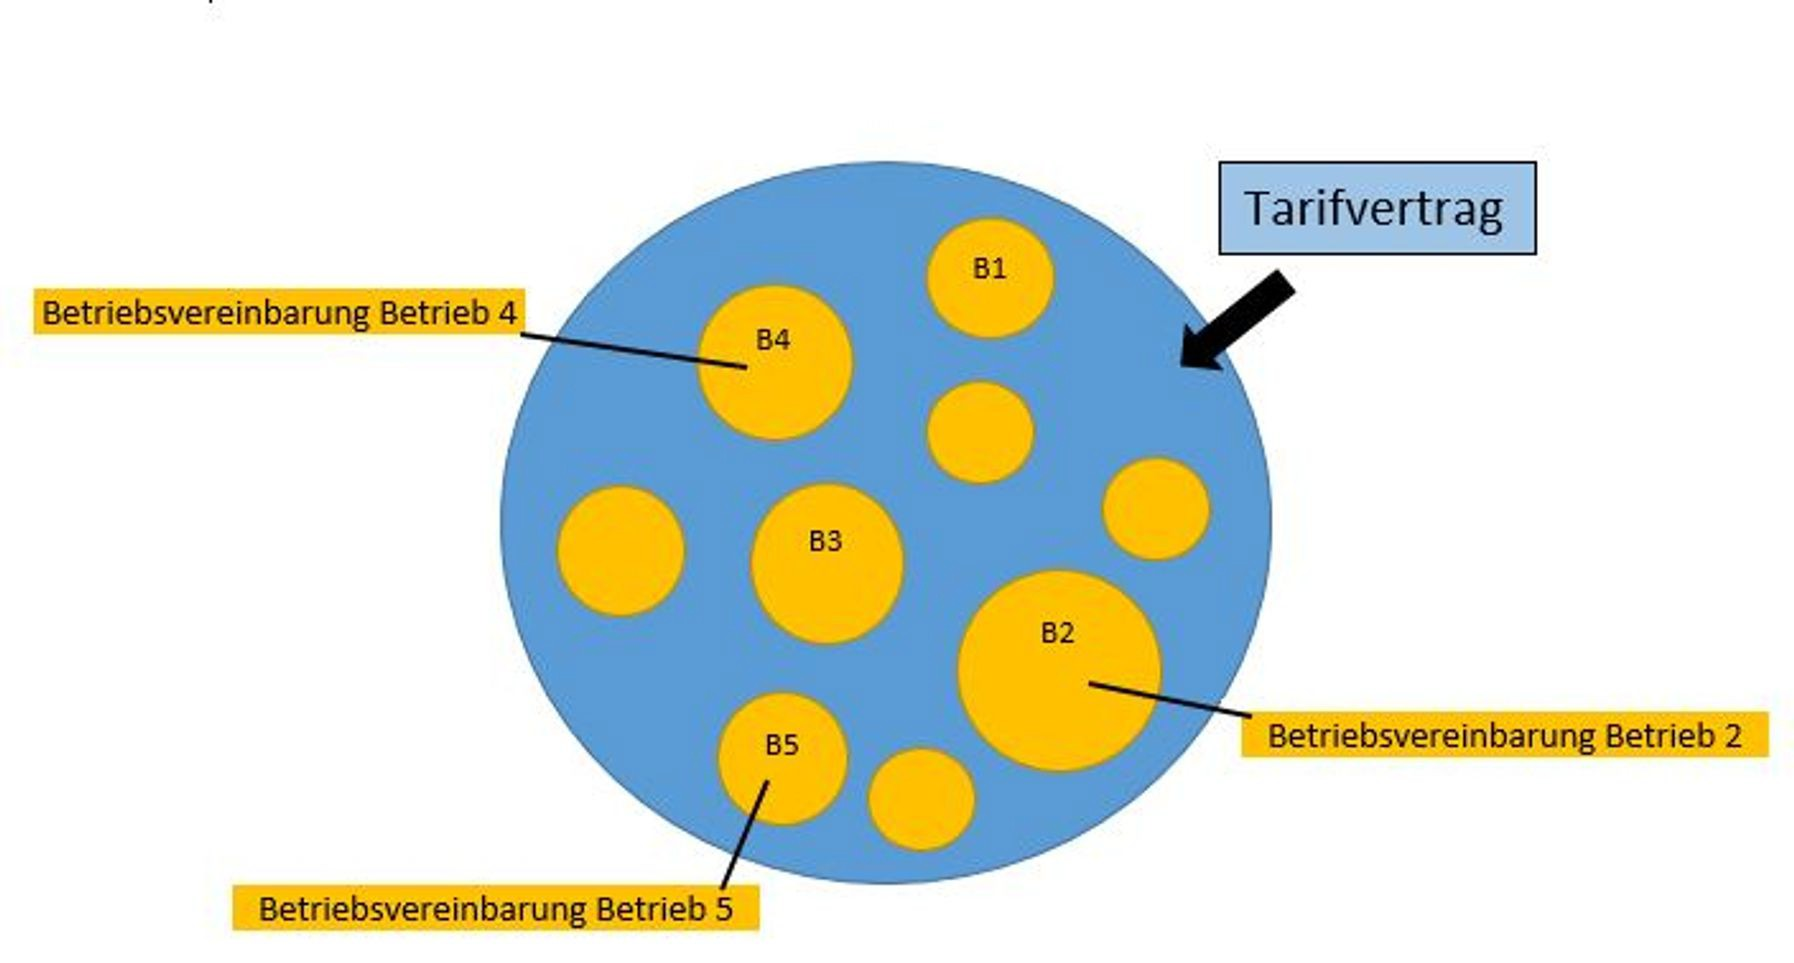 Tarifvertrag
B1
Betriebsvereinbarung Betrieb 4
B4
B3
B2
Betriebsvereinbarung Betrieb 2
B5
Betriebsvereinbarung Betrieb 5